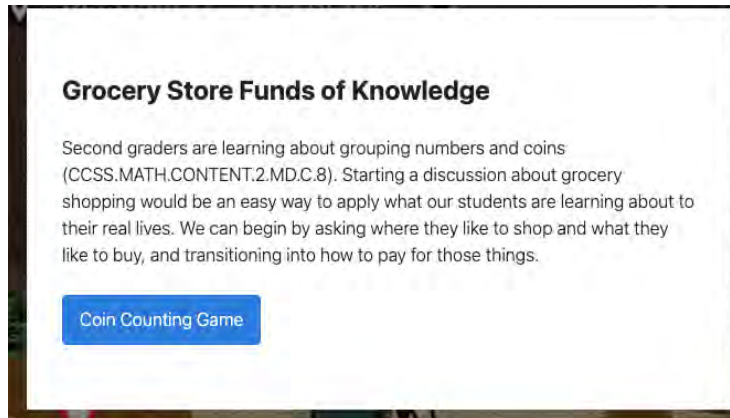 Grocery Store Funds of Knowledge
Second graders are learning about grouping numbers and coins
(CCSS.MATH.CONTENT.2.MD.C.8). Starting a discussion about grocery
shopping would be an easy way to apply what our students are learning about to
their real lives. We can begin by asking where they like to shop and what they
like to buy, and transitioning into how to pay for those things.
Coin Counting Game